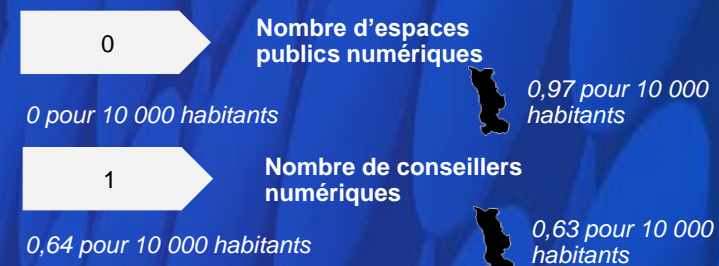 0
Nombre d'espaces
publics numériques
0 pour 10 000 habitants
0,97 pour 10 000
habitants
1
Nombre de conseillers
numériques
0,64 pour 10 000 habitants
0,63 pour 10 000
habitants